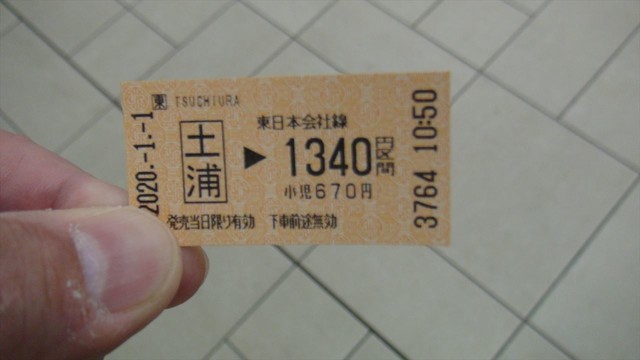 東 TSUCHIURA
東日本会社線
土浦 ▶ 1340円区間
小児670円
発売当日限り有効 下車前途無効
2020.-1.-1
3764 10:50